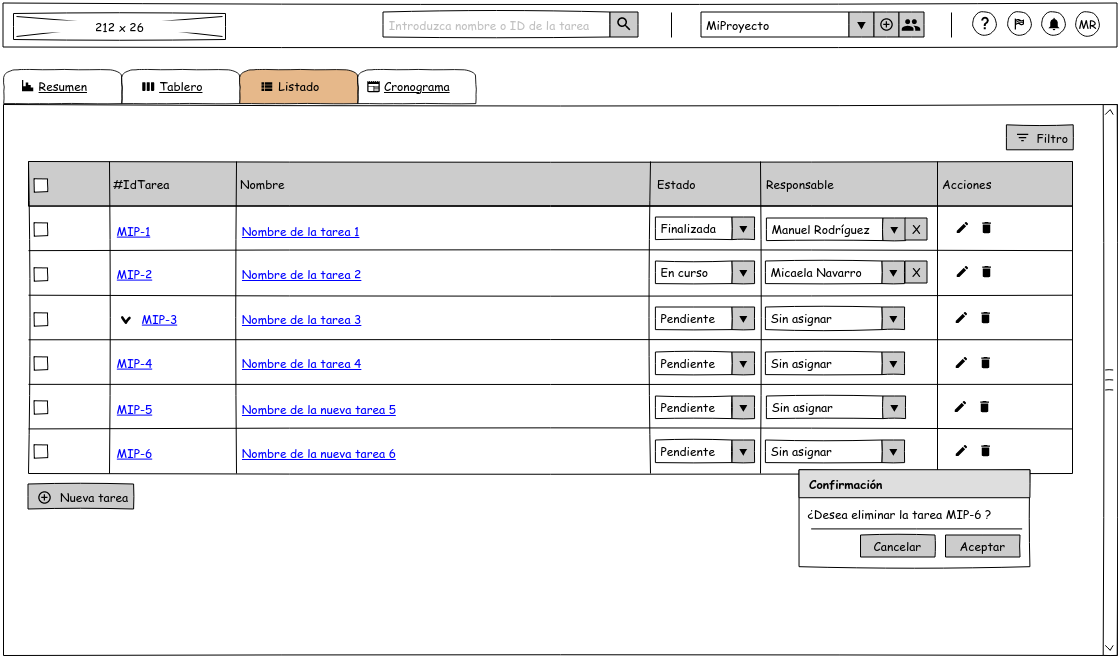 212 x 26
Introduzca nombre o ID de la tarea
MiProyecto
?
MR
Resumen
Tablero
Listado
Cronograma
Filtro
#IdTarea Nombre Estado Responsable Acciones
MIP-1 Nombre de la tarea 1 Finalizada Manuel Rodríguez X
MIP-2 Nombre de la tarea 2 En curso Micaela Navarro X
MIP-3 Nombre de la tarea 3 Pendiente Sin asignar
MIP-4 Nombre de la tarea 4 Pendiente Sin asignar
MIP-5 Nombre de la nueva tarea 5 Pendiente Sin asignar
MIP-6 Nombre de la nueva tarea 6 Pendiente Sin asignar
Nueva tarea
Confirmación
¿Desea eliminar la tarea MIP-6 ?
Cancelar Aceptar